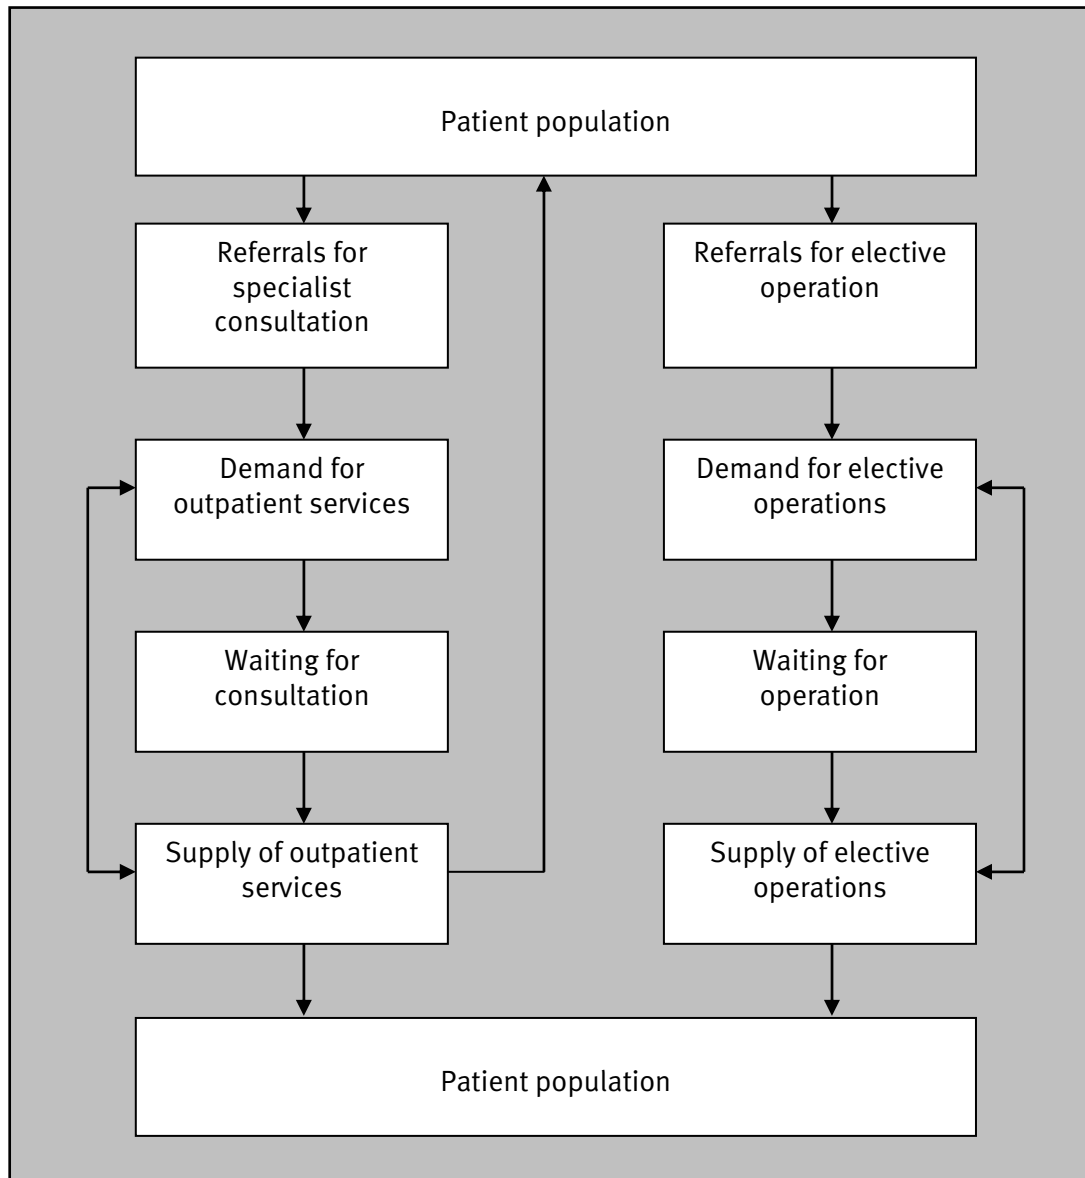 Patient population
Referrals for
specialist
consultation
Referrals for elective
operation
Demand for
outpatient services
Demand for elective
operations
Waiting for
consultation
Waiting for
operation
Supply of outpatient
services
Supply of elective
operations
Patient population